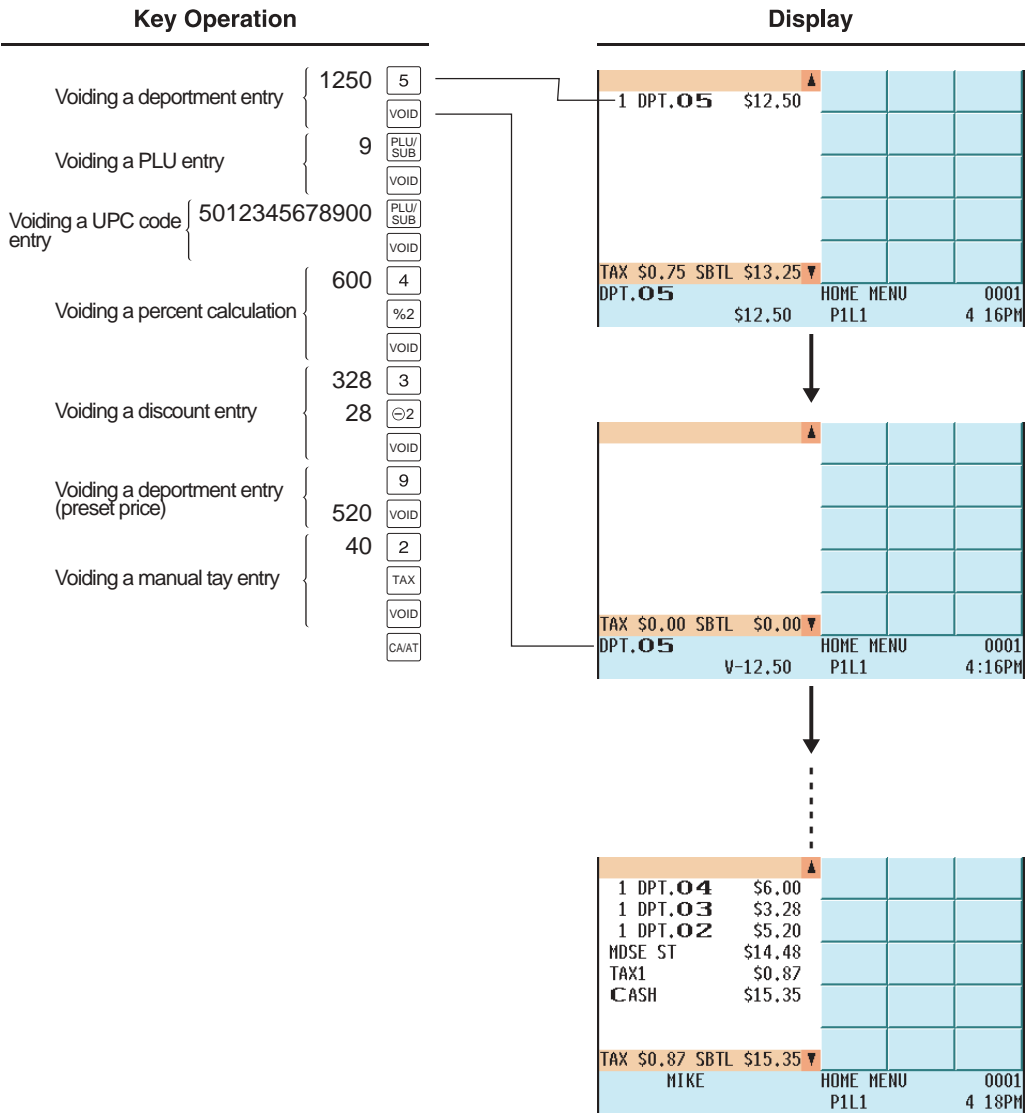 Key Operation
Display
Voiding a deportment entry
1250 5
VOID
Voiding a PLU entry
9 PLU/SUB
VOID
Voiding a UPC code entry
5012345678900 PLU/SUB
VOID
Voiding a percent calculation
600 4
%2
VOID
Voiding a discount entry
328 3
28 ⊖2
VOID
Voiding a deportment entry
(preset price)
9
520 VOID
Voiding a manual tay entry
40 2
TAX
VOID
CA/AT
▲
1 DPT.05 $12.50
TAX $0.75 SBTL $13.25 ▼
DPT.05 HOME MENU 0001
$12.50 P1L1 4 16PM
▲
TAX $0.00 SBTL $0.00 ▼
DPT.05 HOME MENU 0001
V-12.50 P1L1 4:16PM
▲
1 DPT.04 $6.00
1 DPT.03 $3.28
1 DPT.02 $5.20
MDSE ST $14.48
TAX1 $0.87
CASH $15.35
TAX $0.87 SBTL $15.35 ▼
MIKE HOME MENU 0001
P1L1 4 18PM